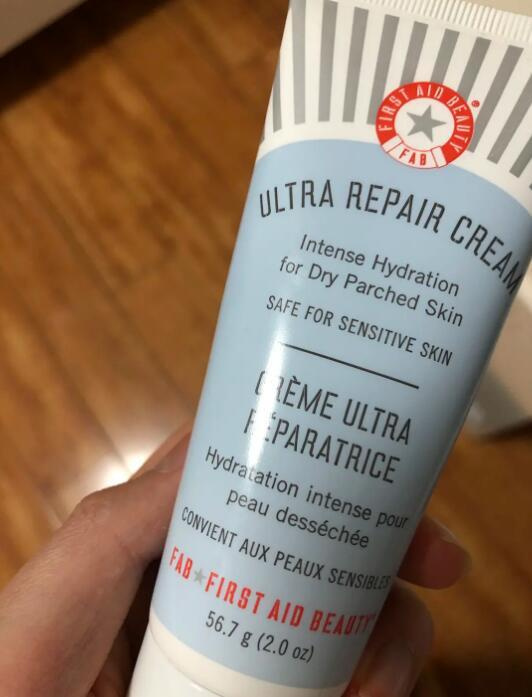 FIRST AID BEAUTY
®
FAB
ULTRA REPAIR CREAM
Intense Hydration
for Dry Parched Skin
SAFE FOR SENSITIVE SKIN
CRÈME ULTRA
RÉPARATRICE
Hydratation intense pour
peau desséchée
CONVIENT AUX PEAUX SENSIBLES
FAB FIRST AID BEAUTY
56.7 g (2.0 oz)